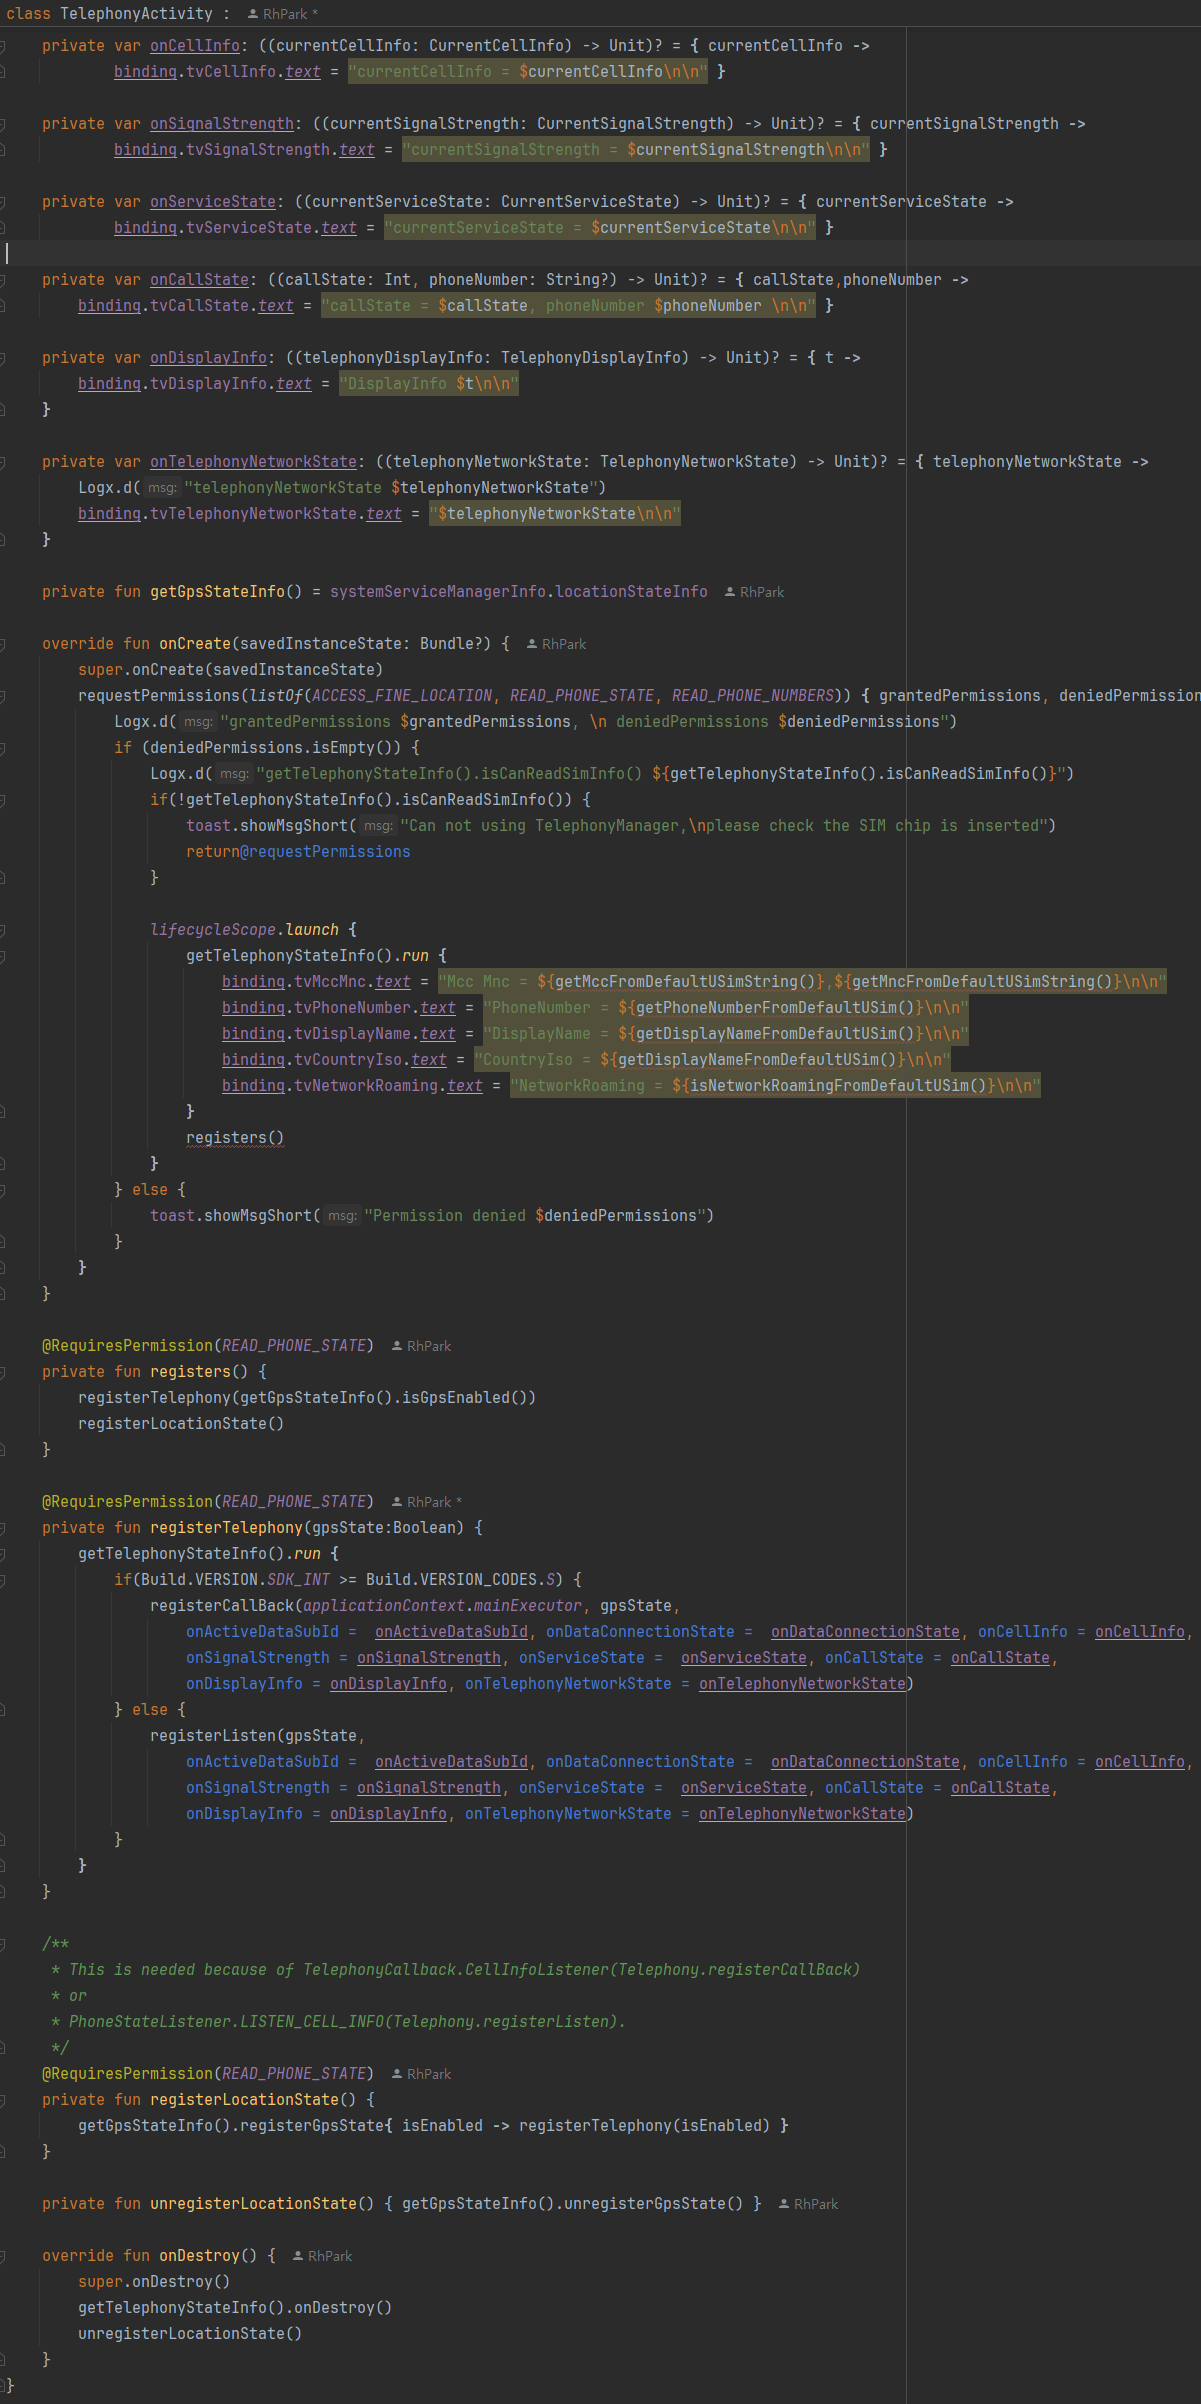 class TelephonyActivity : RhPark *
private var onCellInfo: ((currentCellInfo: CurrentCellInfo) -> Unit)? = { currentCellInfo ->
binding.tvCellInfo.text = "currentCellInfo = $currentCellInfo\n\n" }
private var onSignalStrength: ((currentSignalStrength: CurrentSignalStrength) -> Unit)? = { currentSignalStrength ->
binding.tvSignalStrength.text = "currentSignalStrength = $currentSignalStrength\n\n" }
private var onServiceState: ((currentServiceState: CurrentServiceState) -> Unit)? = { currentServiceState ->
binding.tvServiceState.text = "currentServiceState = $currentServiceState\n\n" }
private var onCallState: ((callState: Int, phoneNumber: String?) -> Unit)? = { callState,phoneNumber ->
binding.tvCallState.text = "callState = $callState, phoneNumber $phoneNumber \n\n" }
private var onDisplayInfo: ((telephonyDisplayInfo: TelephonyDisplayInfo) -> Unit)? = { t ->
binding.tvDisplayInfo.text = "DisplayInfo $t\n\n"
}
private var onTelephonyNetworkState: ((telephonyNetworkState: TelephonyNetworkState) -> Unit)? = { telephonyNetworkState ->
Logx.d( msg: "telephonyNetworkState $telephonyNetworkState")
binding.tvTelephonyNetworkState.text = "$telephonyNetworkState\n\n"
}
private fun getGpsStateInfo() = systemServiceManagerInfo.locationStateInfo RhPark
override fun onCreate(savedInstanceState: Bundle?) { RhPark
super.onCreate(savedInstanceState)
requestPermissions(listOf(ACCESS_FINE_LOCATION, READ_PHONE_STATE, READ_PHONE_NUMBERS)) { grantedPermissions, deniedPermission
Logx.d( msg: "grantedPermissions $grantedPermissions, \n deniedPermissions $deniedPermissions")
if (deniedPermissions.isEmpty()) {
Logx.d( msg: "getTelephonyStateInfo().isCanReadSimInfo() ${getTelephonyStateInfo().isCanReadSimInfo()}")
if(!getTelephonyStateInfo().isCanReadSimInfo()) {
toast.showMsgShort( msg: "Can not using TelephonyManager,\nplease check the SIM chip is inserted")
return@requestPermissions
}
lifecycleScope.launch {
getTelephonyStateInfo().run {
binding.tvMccMnc.text = "Mcc Mnc = ${getMccFromDefaultUSimString()},${getMncFromDefaultUSimString()}\n\n"
binding.tvPhoneNumber.text = "PhoneNumber = ${getPhoneNumberFromDefaultUSim()}\n\n"
binding.tvDisplayName.text = "DisplayName = ${getDisplayNameFromDefaultUSim()}\n\n"
binding.tvCountryIso.text = "CountryIso = ${getDisplayNameFromDefaultUSim()}\n\n"
binding.tvNetworkRoaming.text = "NetworkRoaming = ${isNetworkRoamingFromDefaultUSim()}\n\n"
}
registers()
}
} else {
toast.showMsgShort( msg: "Permission denied $deniedPermissions")
}
}
}
@RequiresPermission(READ_PHONE_STATE) RhPark
private fun registers() {
registerTelephony(getGpsStateInfo().isGpsEnabled())
registerLocationState()
}
@RequiresPermission(READ_PHONE_STATE) RhPark *
private fun registerTelephony(gpsState:Boolean) {
getTelephonyStateInfo().run {
if(Build.VERSION.SDK_INT >= Build.VERSION_CODES.S) {
registerCallBack(applicationContext.mainExecutor, gpsState,
onActiveDataSubId = onActiveDataSubId, onDataConnectionState = onDataConnectionState, onCellInfo = onCellInfo,
onSignalStrength = onSignalStrength, onServiceState = onServiceState, onCallState = onCallState,
onDisplayInfo = onDisplayInfo, onTelephonyNetworkState = onTelephonyNetworkState)
} else {
registerListen(gpsState,
onActiveDataSubId = onActiveDataSubId, onDataConnectionState = onDataConnectionState, onCellInfo = onCellInfo,
onSignalStrength = onSignalStrength, onServiceState = onServiceState, onCallState = onCallState,
onDisplayInfo = onDisplayInfo, onTelephonyNetworkState = onTelephonyNetworkState)
}
}
}
/**
* This is needed because of TelephonyCallback.CellInfoListener(Telephony.registerCallBack)
* or
* PhoneStateListener.LISTEN_CELL_INFO(Telephony.registerListen).
*/
@RequiresPermission(READ_PHONE_STATE) RhPark
private fun registerLocationState() {
getGpsStateInfo().registerGpsState{ isEnabled -> registerTelephony(isEnabled) }
}
private fun unregisterLocationState() { getGpsStateInfo().unregisterGpsState() } RhPark
override fun onDestroy() { RhPark
super.onDestroy()
getTelephonyStateInfo().onDestroy()
unregisterLocationState()
}
}